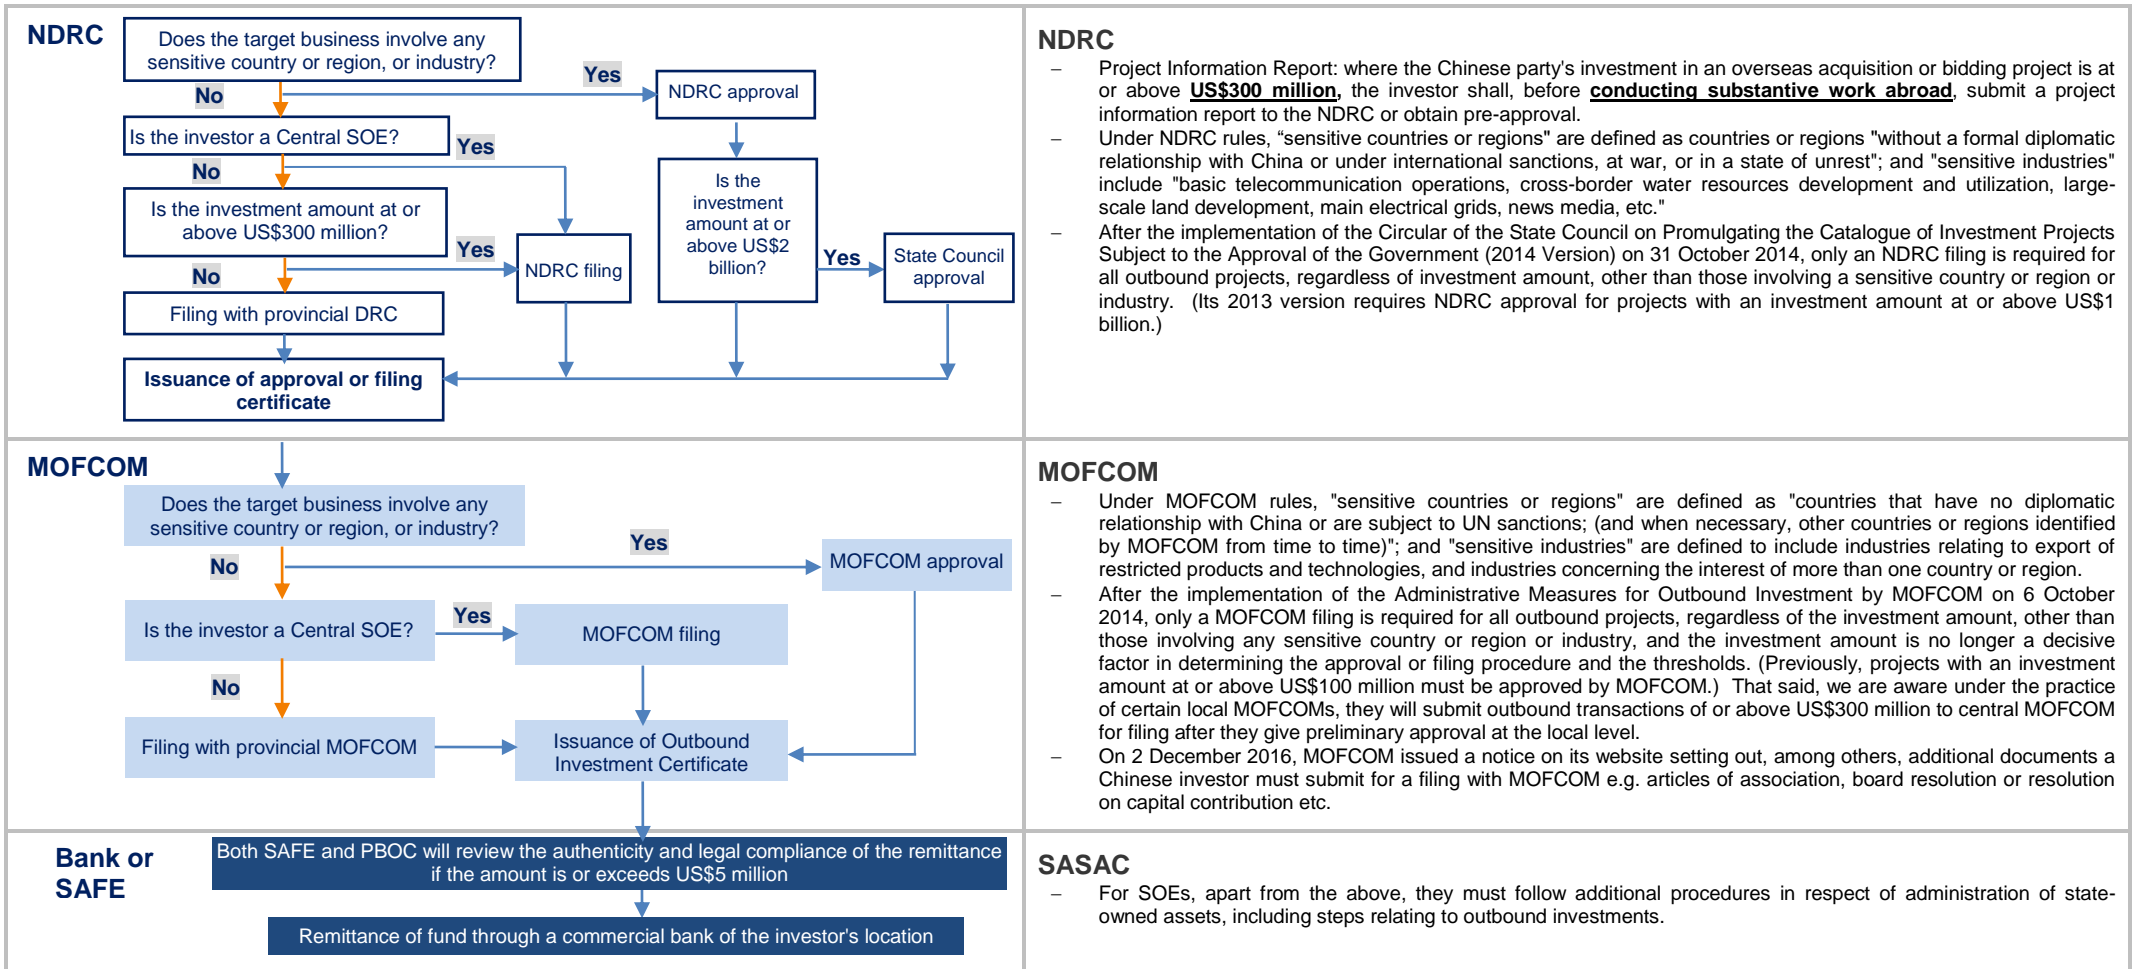 NDRC
Does the target business involve any
sensitive country or region, or industry?
Yes
No
NDRC approval
Is the investor a Central SOE?
Yes
No
Is the investment amount at or
above US$300 million?
Is the
investment
amount at or
above US$2
billion?
Yes
No
NDRC filing
Yes
State Council
approval
Filing with provincial DRC
Issuance of approval or filing
certificate
NDRC
– Project Information Report: where the Chinese party's investment in an overseas acquisition or bidding project is at
or above US$300 million, the investor shall, before conducting substantive work abroad, submit a project
information report to the NDRC or obtain pre-approval.
– Under NDRC rules, “sensitive countries or regions" are defined as countries or regions "without a formal diplomatic
relationship with China or under international sanctions, at war, or in a state of unrest"; and "sensitive industries"
include "basic telecommunication operations, cross-border water resources development and utilization, large-
scale land development, main electrical grids, news media, etc."
– After the implementation of the Circular of the State Council on Promulgating the Catalogue of Investment Projects
Subject to the Approval of the Government (2014 Version) on 31 October 2014, only an NDRC filing is required for
all outbound projects, regardless of investment amount, other than those involving a sensitive country or region or
industry. (Its 2013 version requires NDRC approval for projects with an investment amount at or above US$1
billion.)
MOFCOM
Does the target business involve any
sensitive country or region, or industry?
Yes
No
MOFCOM approval
Is the investor a Central SOE?
Yes
MOFCOM filing
No
Filing with provincial MOFCOM
Issuance of Outbound
Investment Certificate
MOFCOM
– Under MOFCOM rules, "sensitive countries or regions" are defined as "countries that have no diplomatic
relationship with China or are subject to UN sanctions; (and when necessary, other countries or regions identified
by MOFCOM from time to time)"; and "sensitive industries" are defined to include industries relating to export of
restricted products and technologies, and industries concerning the interest of more than one country or region.
– After the implementation of the Administrative Measures for Outbound Investment by MOFCOM on 6 October
2014, only a MOFCOM filing is required for all outbound projects, regardless of the investment amount, other than
those involving any sensitive country or region or industry, and the investment amount is no longer a decisive
factor in determining the approval or filing procedure and the thresholds. (Previously, projects with an investment
amount at or above US$100 million must be approved by MOFCOM.) That said, we are aware under the practice
of certain local MOFCOMs, they will submit outbound transactions of or above US$300 million to central MOFCOM
for filing after they give preliminary approval at the local level.
– On 2 December 2016, MOFCOM issued a notice on its website setting out, among others, additional documents a
Chinese investor must submit for a filing with MOFCOM e.g. articles of association, board resolution or resolution
on capital contribution etc.
Bank or
SAFE
Both SAFE and PBOC will review the authenticity and legal compliance of the remittance
if the amount is or exceeds US$5 million
Remittance of fund through a commercial bank of the investor's location
SASAC
– For SOEs, apart from the above, they must follow additional procedures in respect of administration of state-
owned assets, including steps relating to outbound investments.